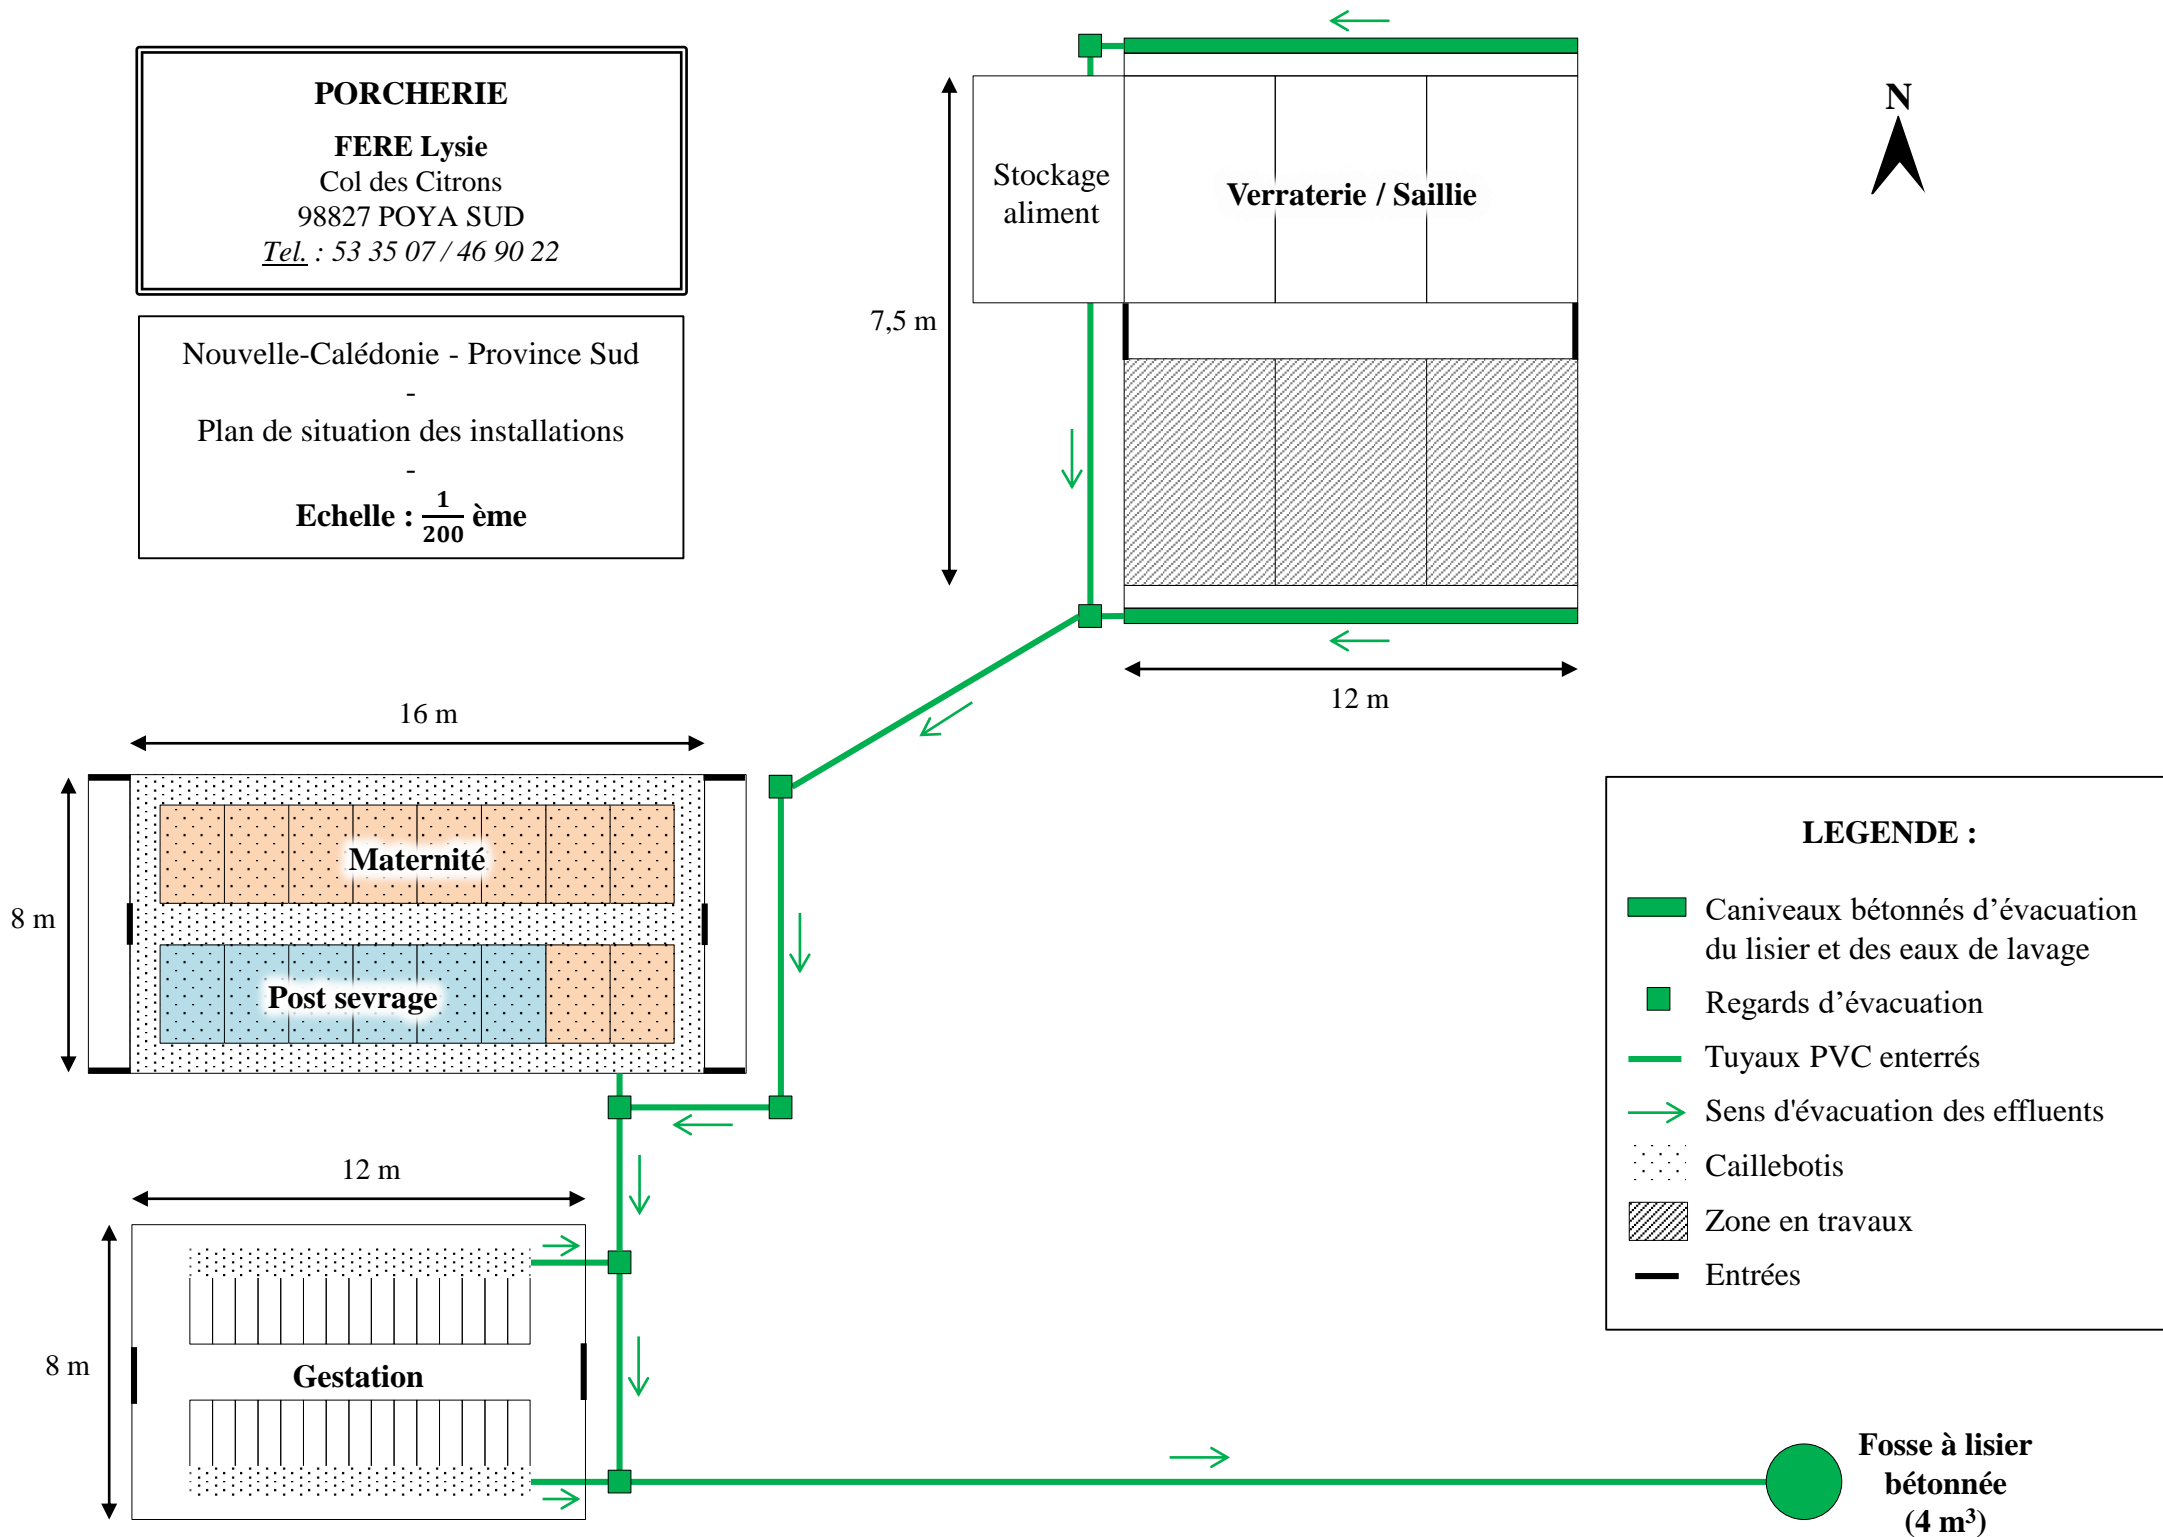 PORCHERIE
FERE Lysie
Col des Citrons
98827 POYA SUD
Tel. : 53 35 07 / 46 90 22
Nouvelle-Calédonie - Province Sud
-
Plan de situation des installations
-
Echelle : 1/200 ème
N
Stockage
aliment
Verraterie / Saillie
7,5 m
12 m
16 m
8 m
Maternité
Post sevrage
12 m
8 m
Gestation
LEGENDE :
Caniveaux bétonnés d’évacuation
du lisier et des eaux de lavage
Regards d’évacuation
Tuyaux PVC enterrés
Sens d'évacuation des effluents
Caillebotis
Zone en travaux
Entrées
Fosse à lisier
bétonnée
(4 m³)